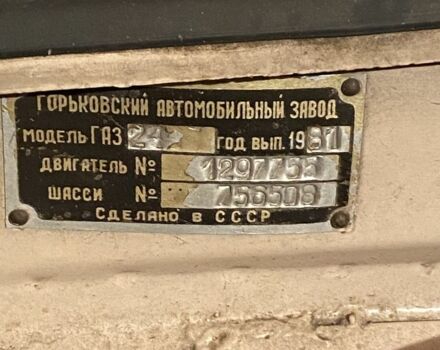 ГОРЬКОВСКИЙ АВТОМОБИЛЬНЫЙ ЗАВОД
МОДЕЛЬ ГАЗ 24 ГОД ВЫП. 1981
ДВИГАТЕЛЬ № 1297755
ШАССИ № 756508
СДЕЛАНО В СССР